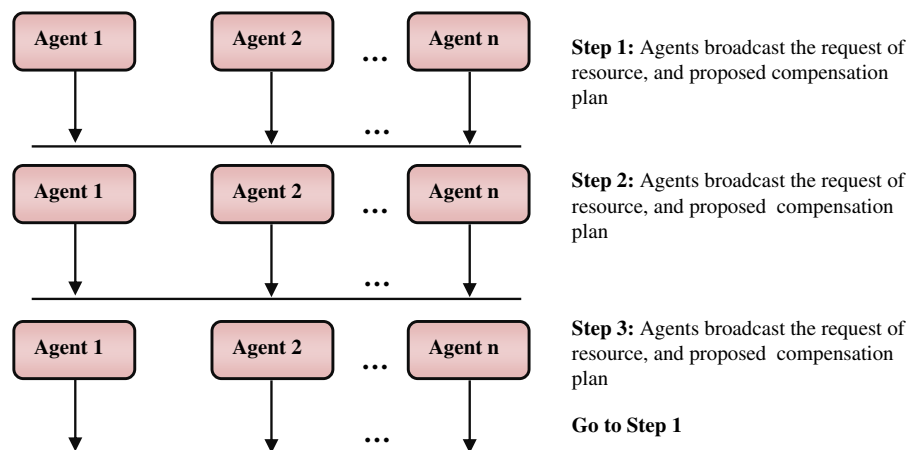 Agent 1 Agent 2 ... Agent n
Step 1: Agents broadcast the request of
resource, and proposed compensation
plan
...
Agent 1 Agent 2 ... Agent n
Step 2: Agents broadcast the request of
resource, and proposed compensation
plan
...
Agent 1 Agent 2 ... Agent n
Step 3: Agents broadcast the request of
resource, and proposed compensation
plan
Go to Step 1
...